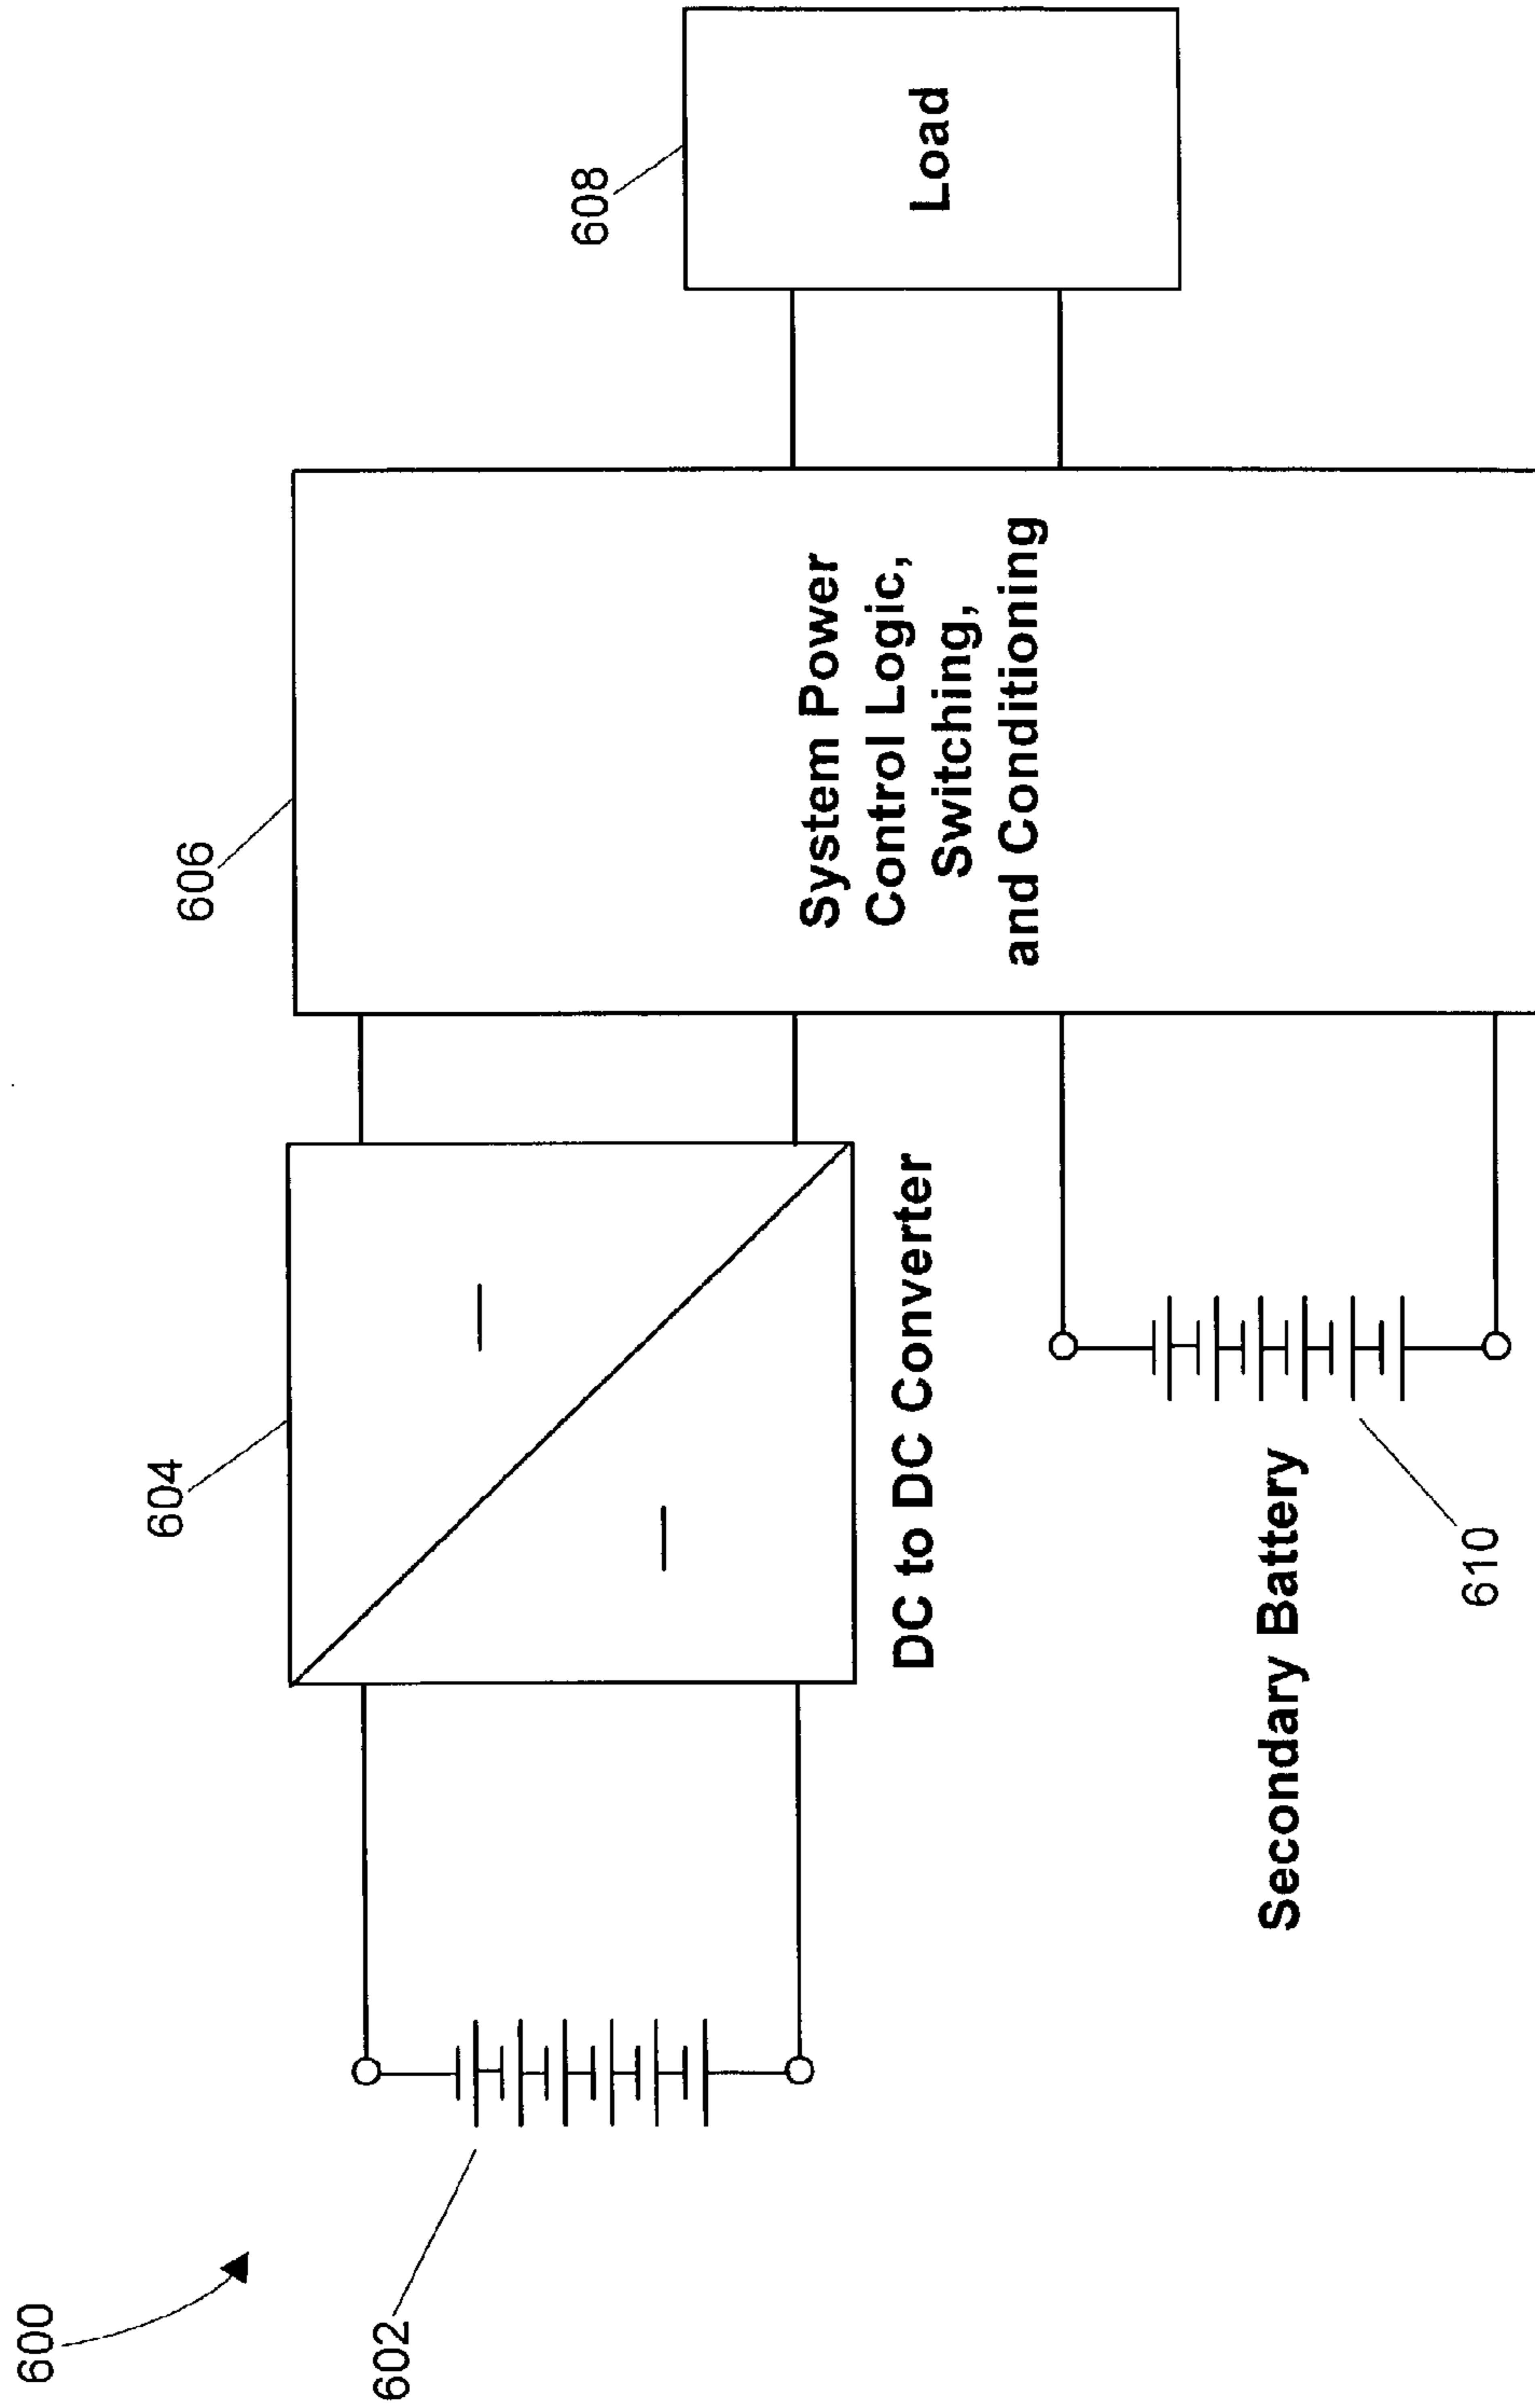 600
602
604
DC to DC Converter
606
System Power
Control Logic,
Switching,
and Conditioning
608
Load
Secondary Battery
610